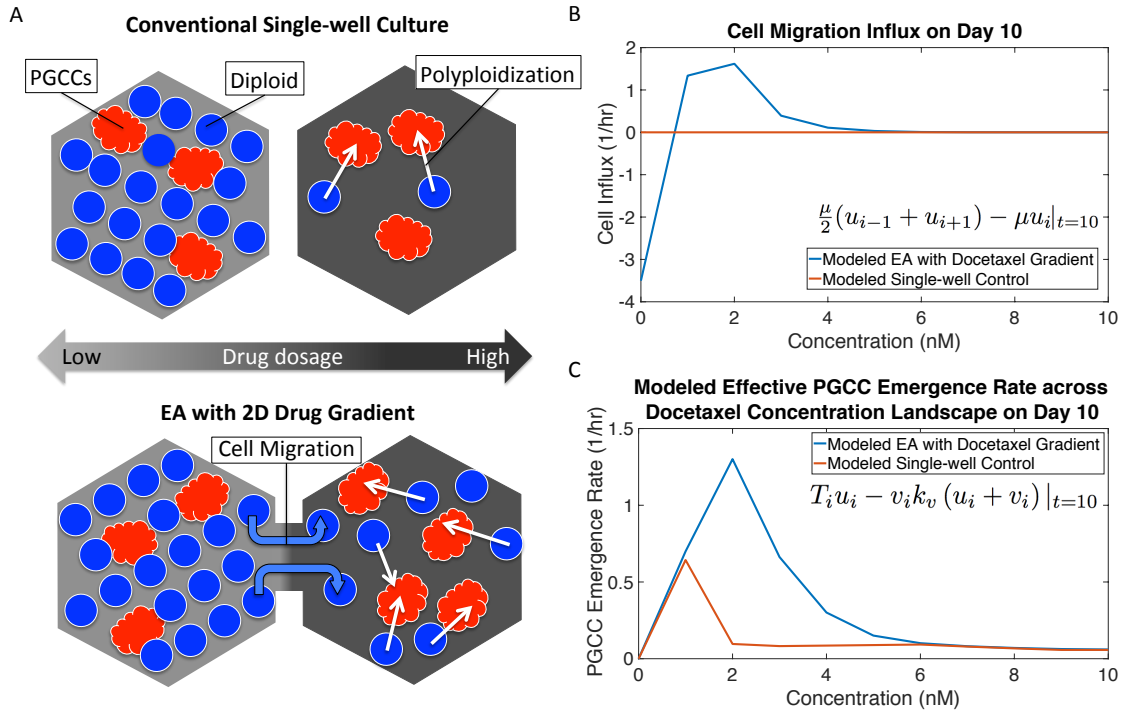 A
Conventional Single-well Culture
PGCCs
Diploid
Polyploidization
Low
Drug dosage
High
EA with 2D Drug Gradient
Cell Migration
B
Cell Migration Influx on Day 10
Cell Influx (1/hr)
2
1
0
-1
-2
-3
-4
μ/2(u_{i−1} + u_{i+1}) − μu_i|_{t=10}
Modeled EA with Docetaxel Gradient
Modeled Single-well Control
0 2 4 6 8 10
Concentration (nM)
C
Modeled Effective PGCC Emergence Rate across
Docetaxel Concentration Landscape on Day 10
PGCC Emergence Rate (1/hr)
1.5
1
0.5
0
Modeled EA with Docetaxel Gradient
Modeled Single-well Control
T_i u_i − v_i k_v (u_i + v_i) |_{t=10}
0 2 4 6 8 10
Concentration (nM)